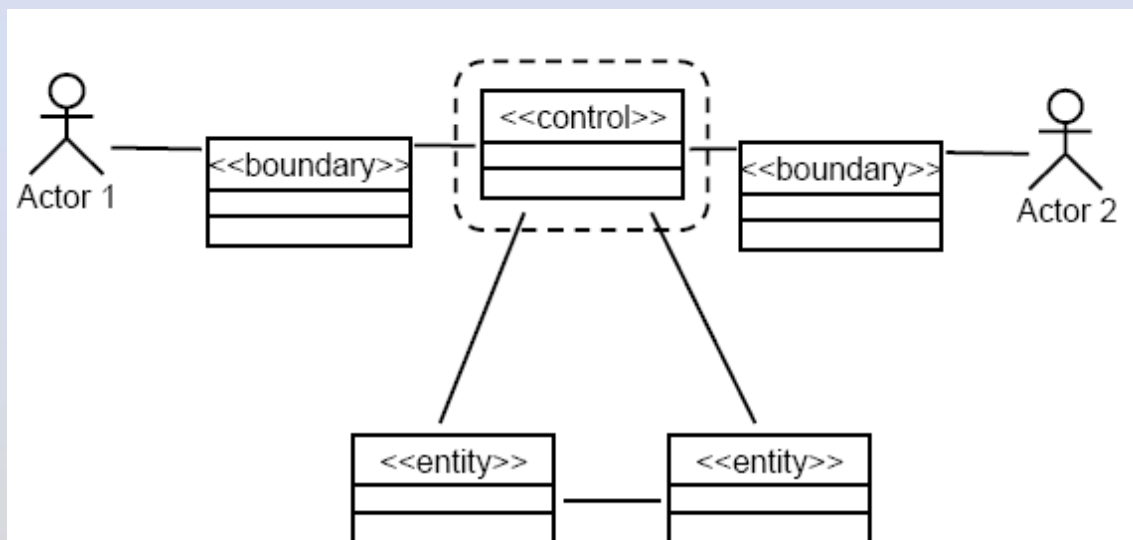 <<control>>
<<boundary>>
<<boundary>>
Actor 1
Actor 2
<<entity>>
<<entity>>